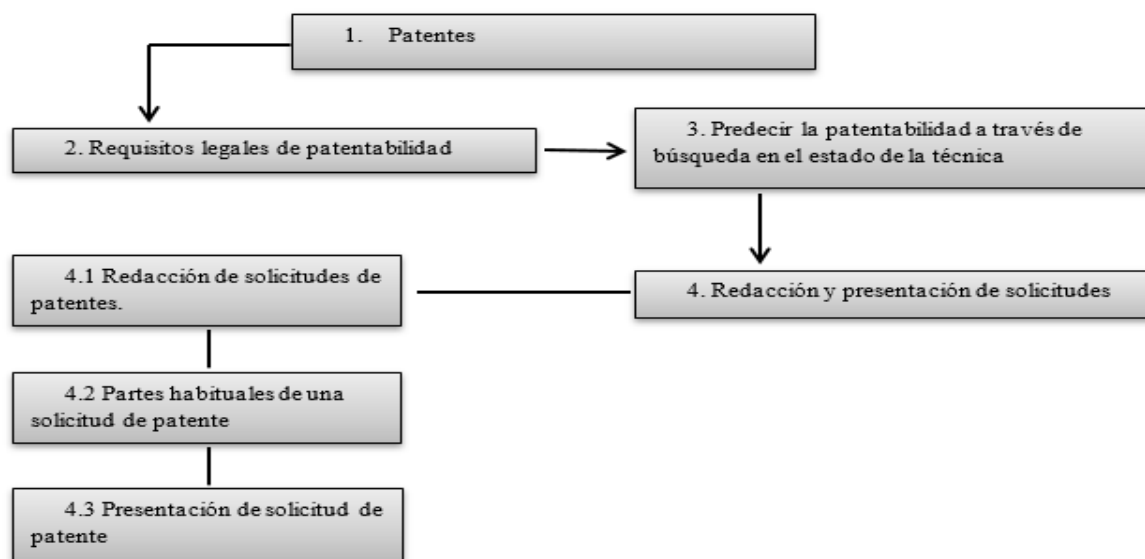 1. Patentes
2. Requisitos legales de patentabilidad
3. Predecir la patentabilidad a través de
búsqueda en el estado de la técnica
4. Redacción y presentación de solicitudes
4.1 Redacción de solicitudes de
patentes.
4.2 Partes habituales de una
solicitud de patente
4.3 Presentación de solicitud de
patente